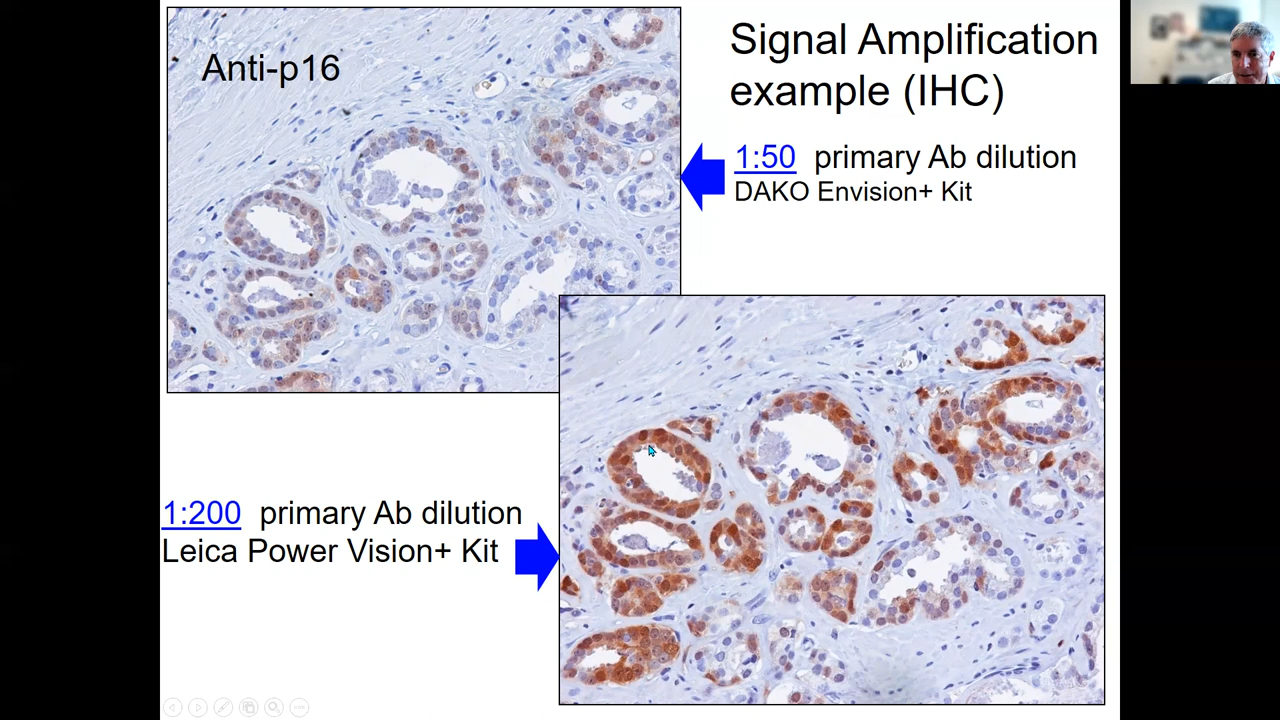 Anti-p16
Signal Amplification
example (IHC)
1:50 primary Ab dilution
DAKO Envision+ Kit
1:200 primary Ab dilution
Leica Power Vision+ Kit